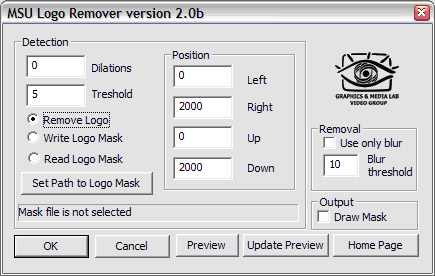 MSU Logo Remover version 2.0b
Detection
0 Dilations
5 Treshold
Remove Logo
Write Logo Mask
Read Logo Mask
Set Path to Logo Mask
Mask file is not selected
Position
0 Left
2000 Right
0 Up
2000 Down
GRAPHICS & MEDIA LAB
VIDEO GROUP
Removal
Use only blur
10 Blur
threshold
Output
Draw Mask
OK Cancel Preview Update Preview Home Page